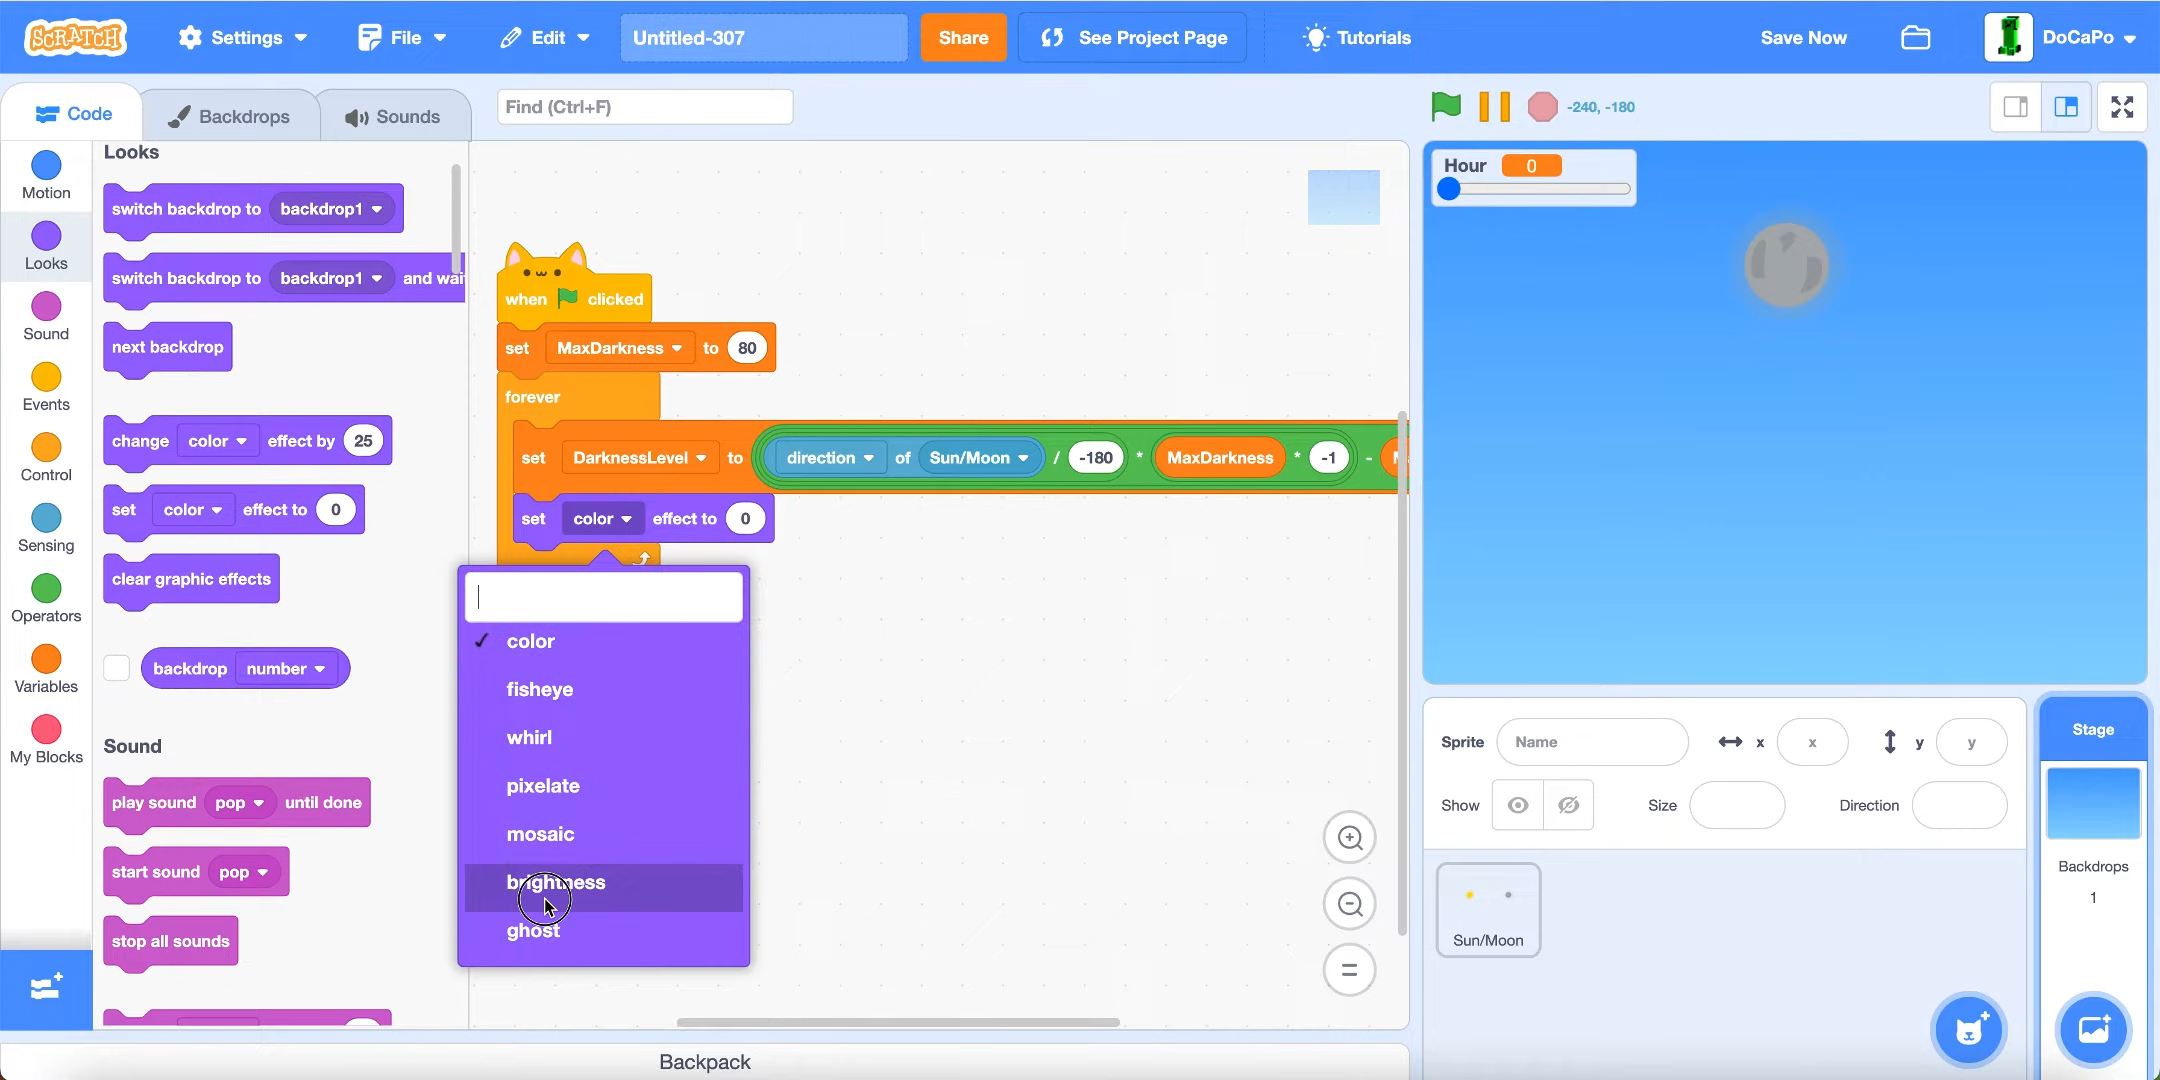 SCRATCH
Settings
File
Edit
Untitled-307
Share
See Project Page
Tutorials
Save Now
DoCaPo
Code
Backdrops
Sounds
Find (Ctrl+F)
-240, -180
Motion
Looks
Sound
Events
Control
Sensing
Operators
Variables
My Blocks
Looks
switch backdrop to backdrop1
switch backdrop to backdrop1 and wai
next backdrop
change color effect by 25
set color effect to 0
clear graphic effects
backdrop number
Sound
play sound pop until done
start sound pop
stop all sounds
when clicked
set MaxDarkness to 80
forever
set DarknessLevel to direction of Sun/Moon / -180 * MaxDarkness * -1 -
set color effect to 0
color
fisheye
whirl
pixelate
mosaic
brightness
ghost
Hour 0
Sprite Name x x y y
Show Size Direction
Sun/Moon
Stage
Backdrops
1
Backpack